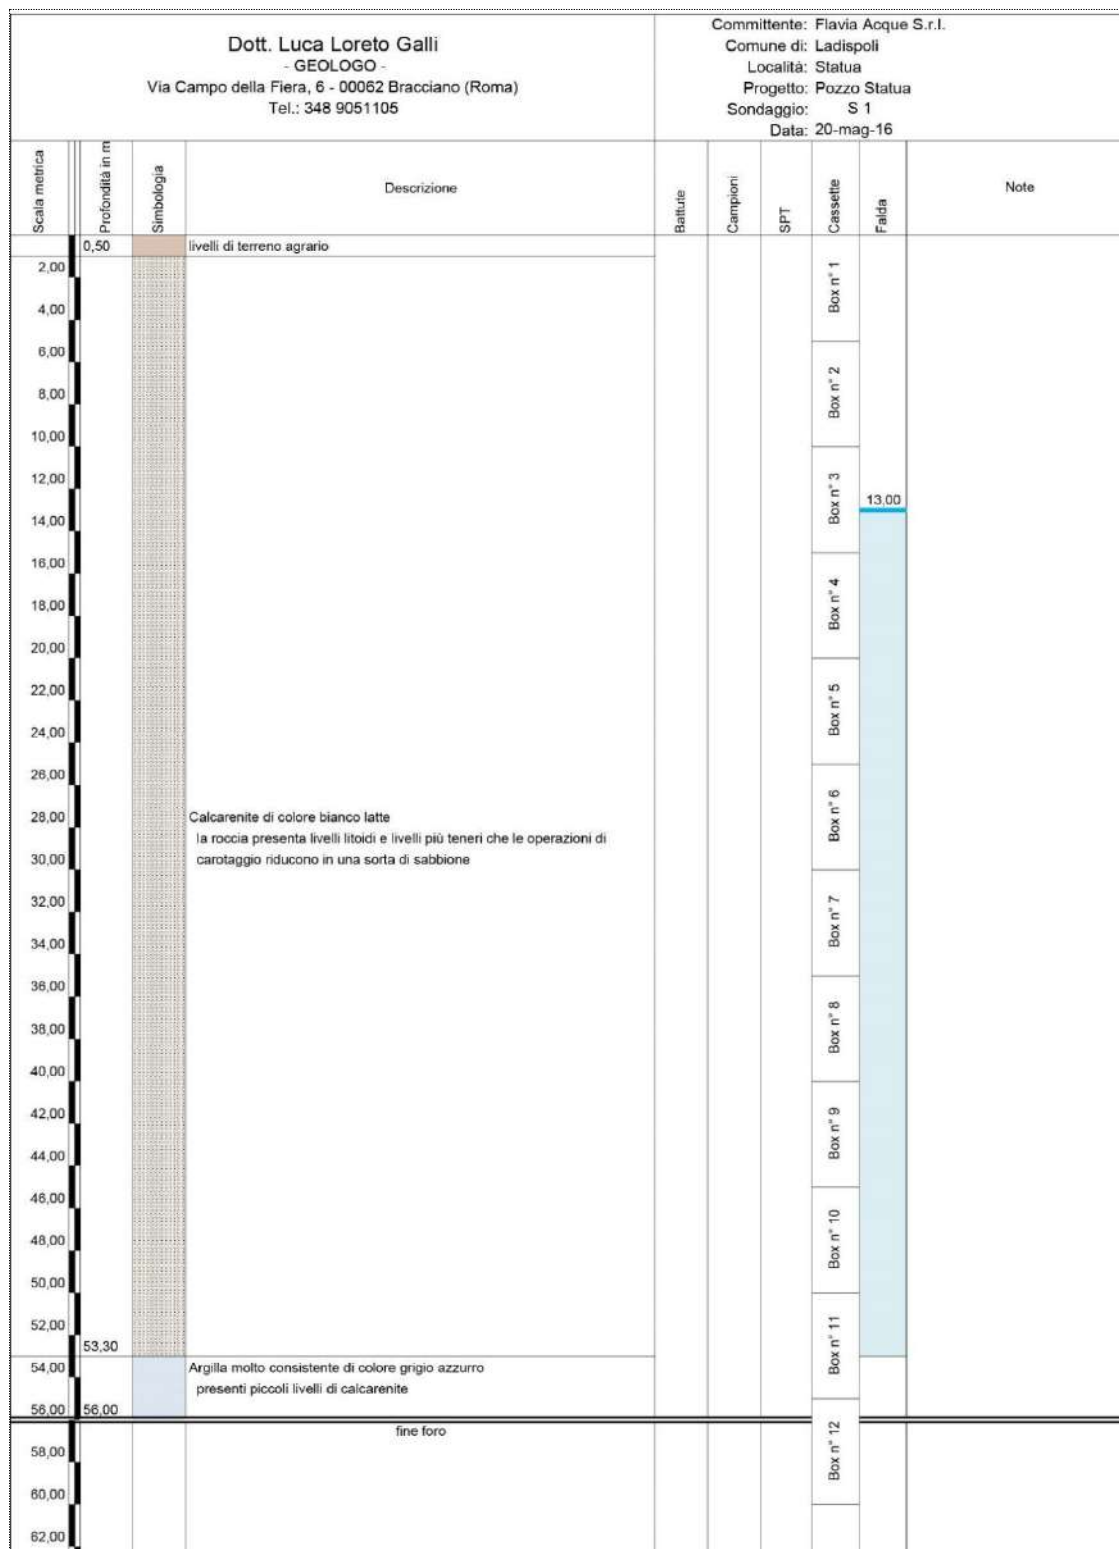 Dott. Luca Loreto Galli
- GEOLOGO -
Via Campo della Fiera, 6 - 00062 Bracciano (Roma)
Tel.: 348 9051105
Committente: Flavia Acque S.r.l.
Comune di: Ladispoli
Località: Statua
Progetto: Pozzo Statua
Sondaggio: S 1
Data: 20-mag-16
Scala metrica
Profondità in m
Simbologia
Descrizione
Battute
Campioni
SPT
Cassette
Falda
Note
0,50
livelli di terreno agrario
2,00
Box n° 1
4,00
6,00
Box n° 2
8,00
10,00
12,00
Box n° 3
13,00
14,00
16,00
Box n° 4
18,00
20,00
22,00
Box n° 5
24,00
26,00
Box n° 6
28,00
Calcarenite di colore bianco latte
la roccia presenta livelli litoidi e livelli più teneri che le operazioni di
30,00
carotaggio riducono in una sorta di sabbione
32,00
Box n° 7
34,00
36,00
Box n° 8
38,00
40,00
42,00
Box n° 9
44,00
46,00
Box n° 10
48,00
50,00
52,00
Box n° 11
53,30
54,00
Argilla molto consistente di colore grigio azzurro
presenti piccoli livelli di calcarenite
56,00
56,00
fine foro
Box n° 12
58,00
60,00
62,00